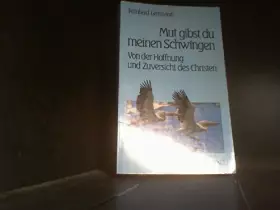 Mut gibst du
meinen Schwingen
Von der Hoffnung
und Zuversicht des Christen